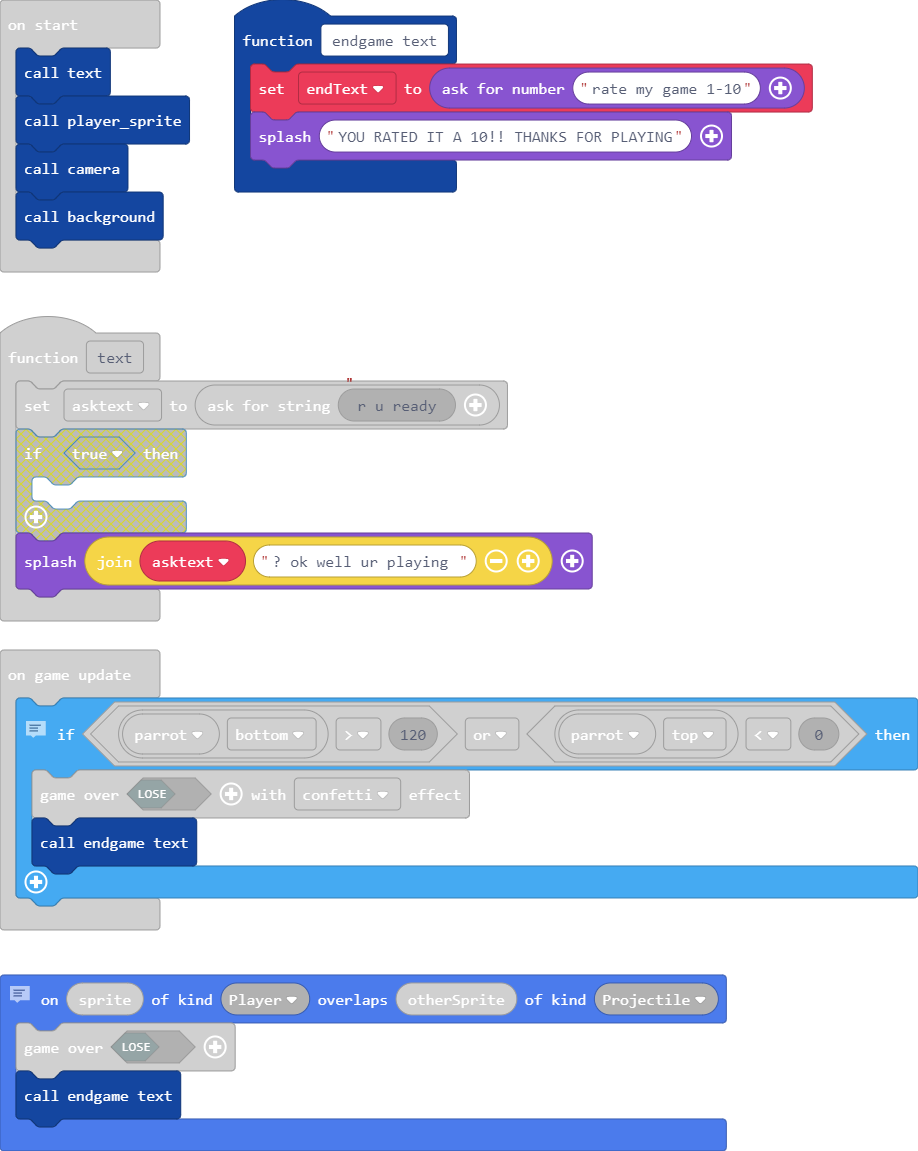 on start
call text
call player_sprite
call camera
call background
function endgame text
set endText to ask for number "rate my game 1-10"
splash "YOU RATED IT A 10!! THANKS FOR PLAYING"
function text
"
set asktext to ask for string r u ready
if true then
splash join asktext "? ok well ur playing "
on game update
if parrot bottom > 120 or parrot top < 0 then
game over LOSE with confetti effect
call endgame text
on sprite of kind Player overlaps otherSprite of kind Projectile
game over LOSE
call endgame text